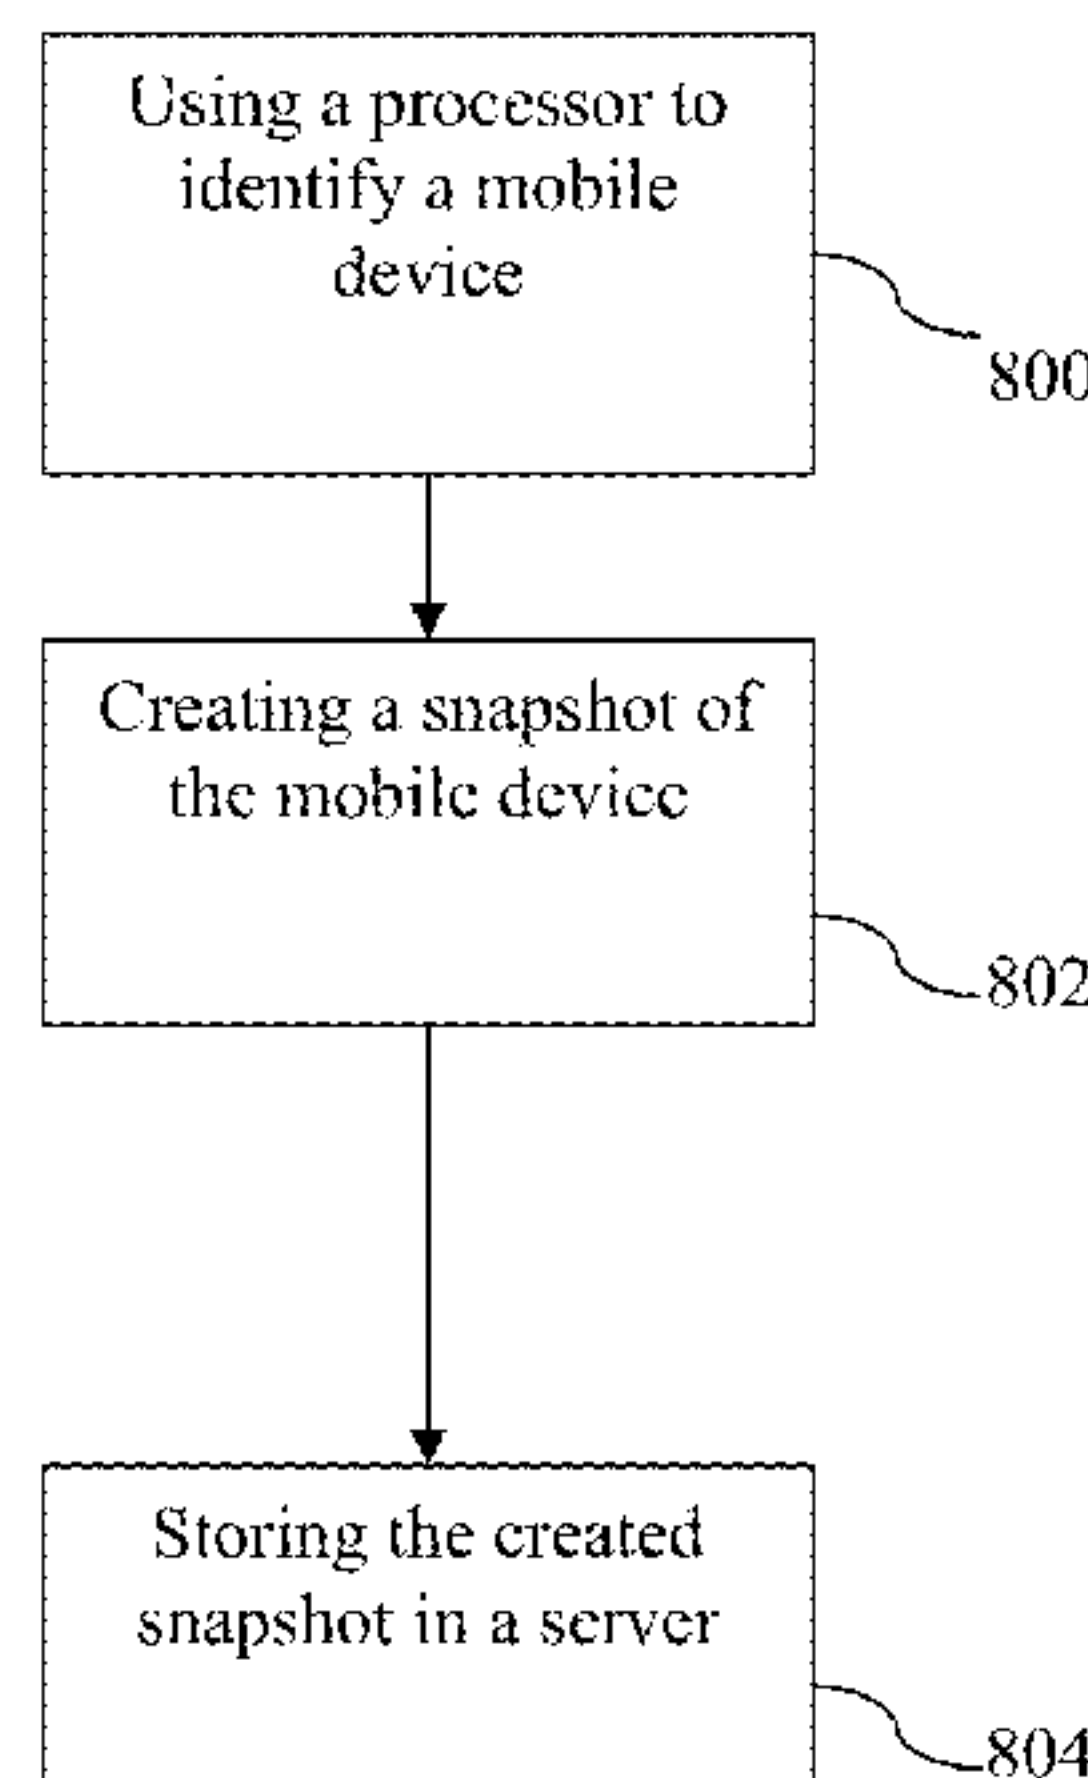 Using a processor to
identify a mobile
device
800
Creating a snapshot of
the mobile device
802
Storing the created
snapshot in a server
804